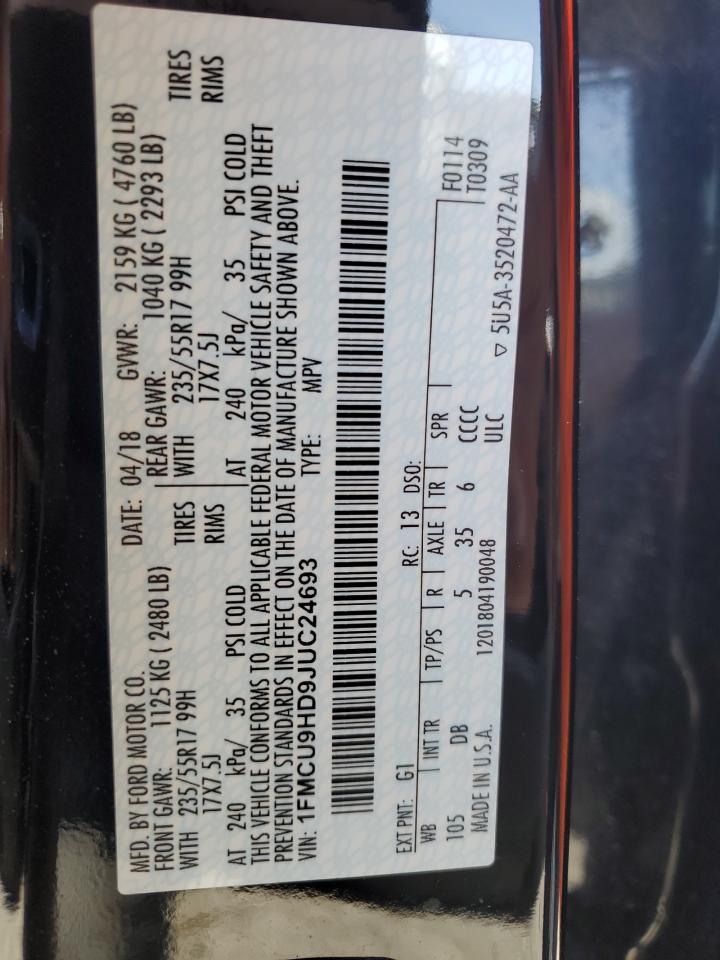 MFD. BY FORD MOTOR CO. DATE: 04/18 GVWR: 2159 KG ( 4760 LB)
FRONT GAWR: 1125 KG ( 2480 LB) REAR GAWR: 1040 KG ( 2293 LB)
WITH 235/55R17 99H TIRES WITH 235/55R17 99H TIRES
17X7.5J RIMS 17X7.5J RIMS
AT 240 kPa/ 35 PSI COLD AT 240 kPa/ 35 PSI COLD
THIS VEHICLE CONFORMS TO ALL APPLICABLE FEDERAL MOTOR VEHICLE SAFETY AND THEFT
PREVENTION STANDARDS IN EFFECT ON THE DATE OF MANUFACTURE SHOWN ABOVE.
VIN: 1FMCU9HD9JUC24693 TYPE: MPV
EXT PNT: G1 RC: 13 DSO: F0114
WB INT TR TP/PS R AXLE TR SPR T0309
105 DB 5 35 6 CCCC
MADE IN U.S.A. 1201804190048 ULC ▽ 5U5A-3520472-AA